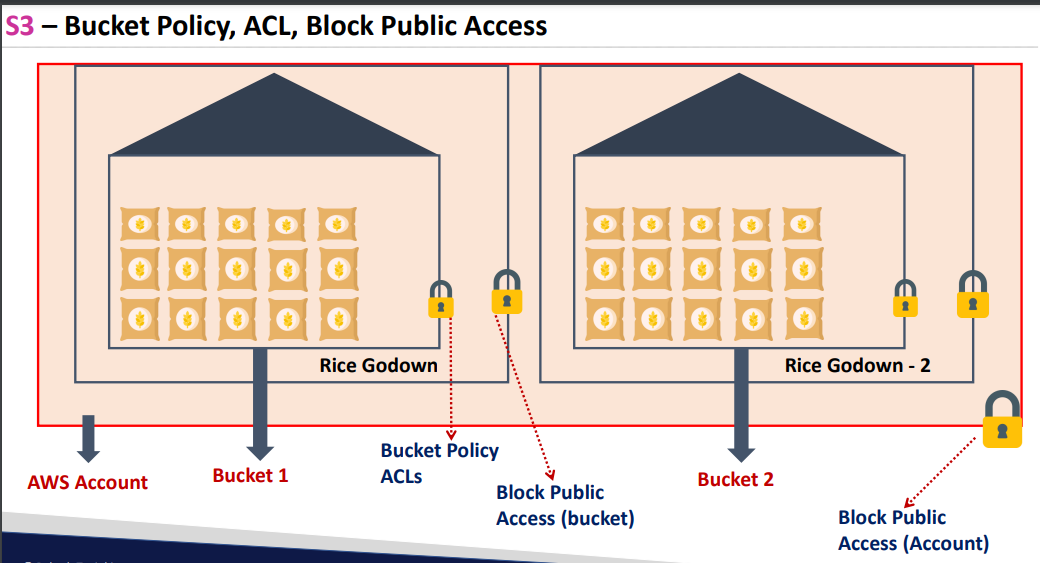 S3 – Bucket Policy, ACL, Block Public Access
Rice Godown
Rice Godown - 2
AWS Account
Bucket 1
Bucket Policy
ACLs
Block Public
Access (bucket)
Bucket 2
Block Public
Access (Account)